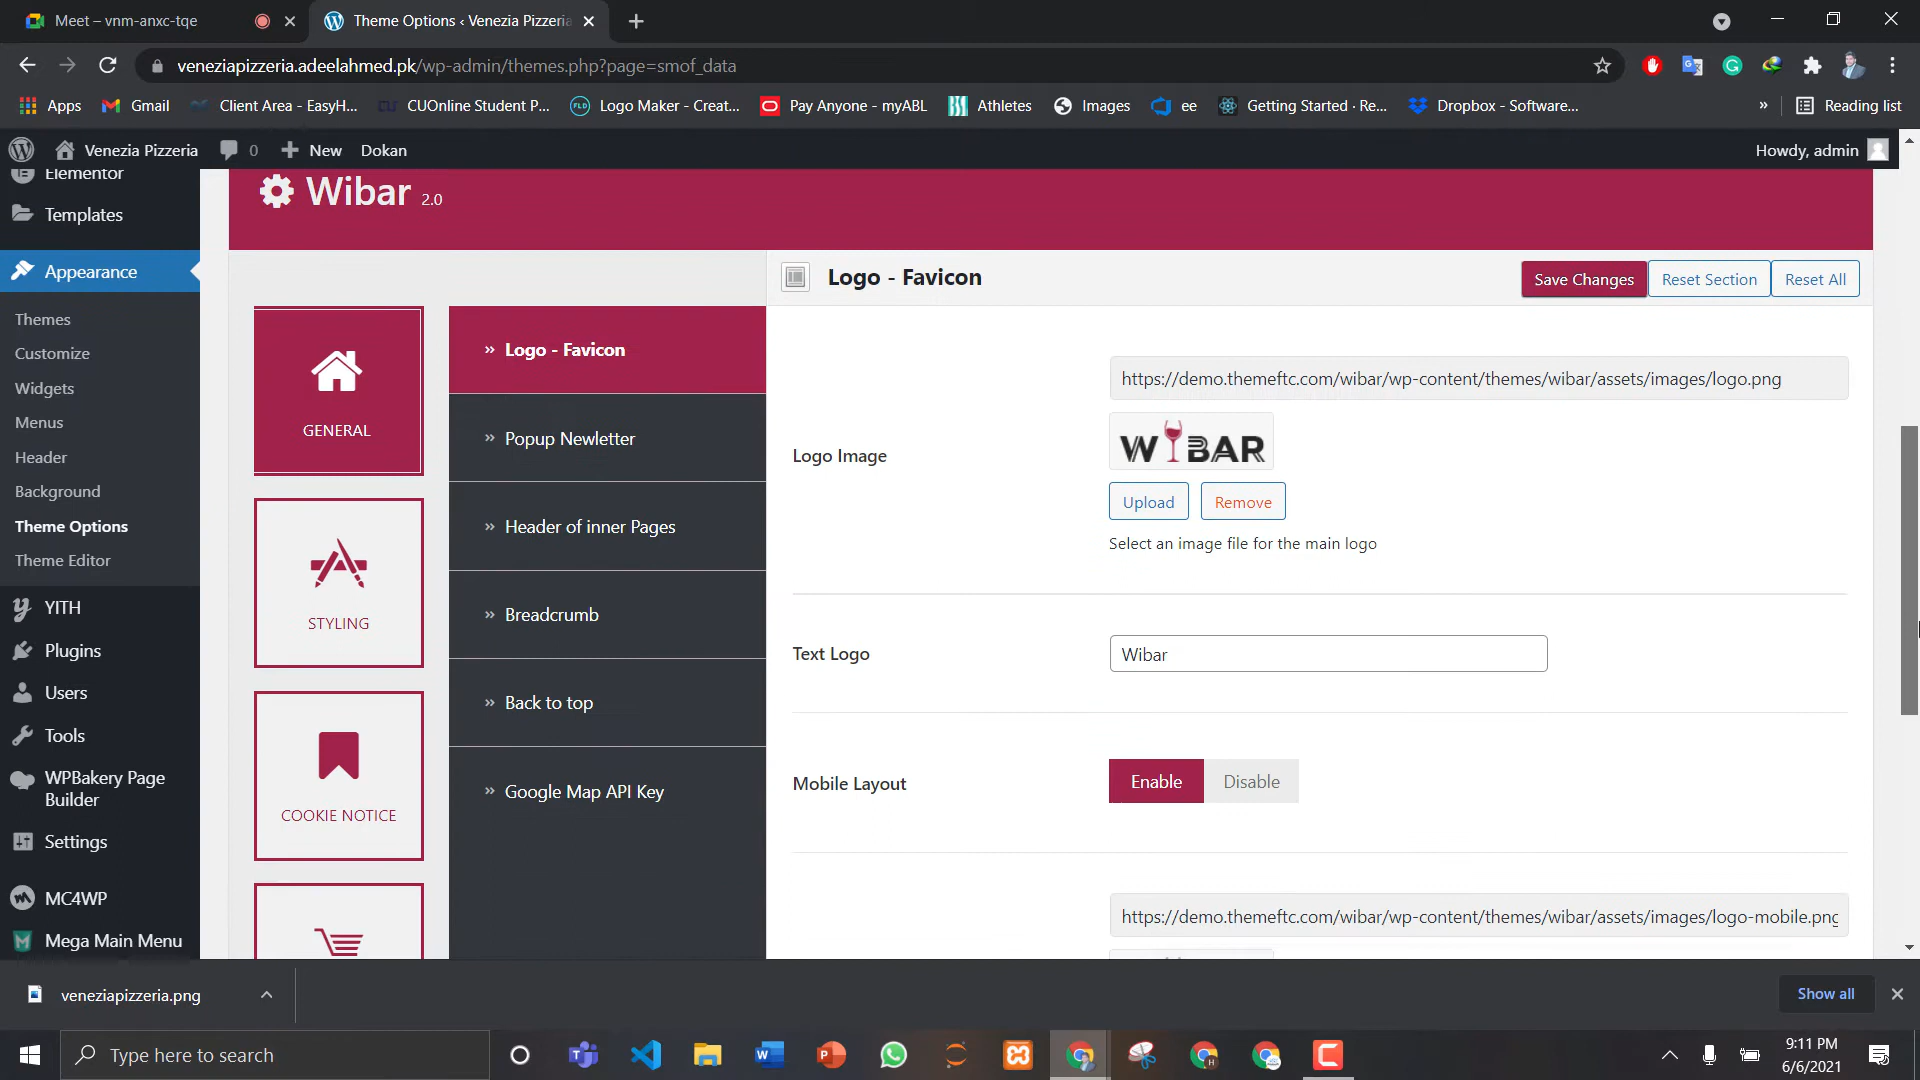 Meet – vnm-anxc-tqe
Theme Options ‹ Venezia Pizzeria
veneziapizzeria.adeelahmed.pk/wp-admin/themes.php?page=smof_data
Apps
Gmail
Client Area - EasyH...
CUOnline Student P...
Logo Maker - Creat...
Pay Anyone - myABL
Athletes
Images
ee
Getting Started · Re...
Dropbox - Software...
»
Reading list
Venezia Pizzeria
0
New
Dokan
Howdy, admin
Elementor
Templates
Appearance
Themes
Customize
Widgets
Menus
Header
Background
Theme Options
Theme Editor
YITH
Plugins
Users
Tools
WPBakery Page
Builder
Settings
MC4WP
Mega Main Menu
Wibar 2.0
GENERAL
STYLING
COOKIE NOTICE
» Logo - Favicon
» Popup Newletter
» Header of inner Pages
» Breadcrumb
» Back to top
» Google Map API Key
Logo - Favicon
Save Changes
Reset Section
Reset All
Logo Image
https://demo.themeftc.com/wibar/wp-content/themes/wibar/assets/images/logo.png
WIBAR
Upload
Remove
Select an image file for the main logo
Text Logo
Wibar
Mobile Layout
Enable
Disable
https://demo.themeftc.com/wibar/wp-content/themes/wibar/assets/images/logo-mobile.png
veneziapizzeria.png
Show all
Type here to search
9:11 PM
6/6/2021